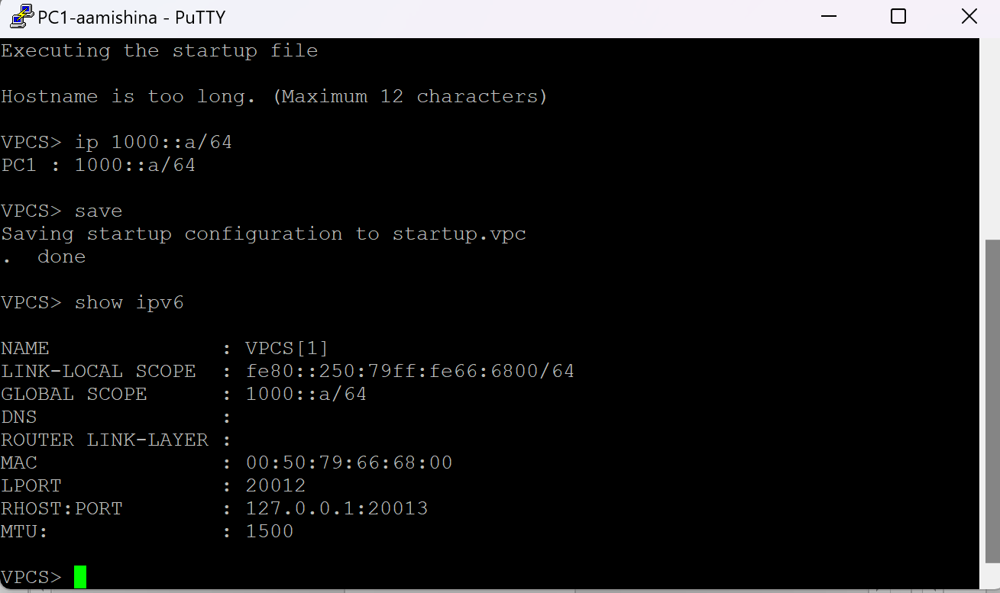 PC1-aamishina - PuTTY
Executing the startup file
Hostname is too long. (Maximum 12 characters)
VPCS> ip 1000::a/64
PC1 : 1000::a/64
VPCS> save
Saving startup configuration to startup.vpc
.  done
VPCS> show ipv6
NAME              : VPCS[1]
LINK-LOCAL SCOPE  : fe80::250:79ff:fe66:6800/64
GLOBAL SCOPE      : 1000::a/64
DNS               :
ROUTER LINK-LAYER :
MAC               : 00:50:79:66:68:00
LPORT             : 20012
RHOST:PORT        : 127.0.0.1:20013
MTU:              : 1500
VPCS>